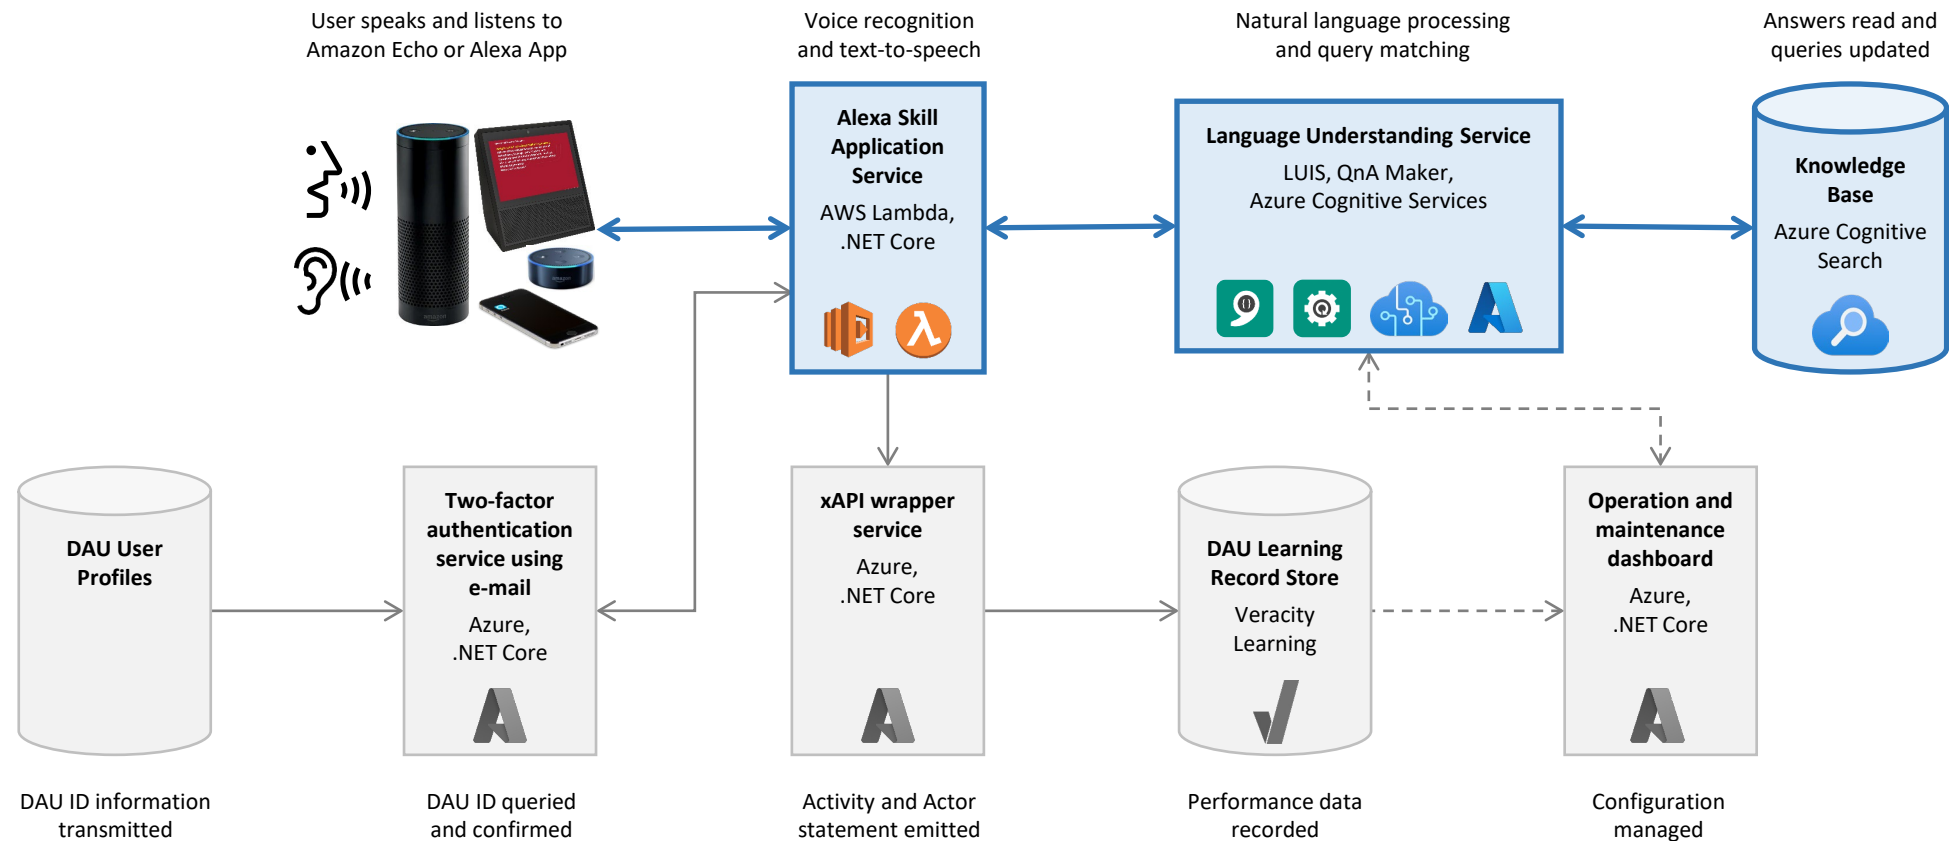 User speaks and listens to
Amazon Echo or Alexa App
Voice recognition
and text-to-speech
Natural language processing
and query matching
Answers read and
queries updated
Alexa Skill
Application
Service
AWS Lambda,
.NET Core
Language Understanding Service
LUIS, QnA Maker,
Azure Cognitive Services
Knowledge
Base
Azure Cognitive
Search
amazon
DAU User
Profiles
Two-factor
authentication
service using
e-mail
Azure,
.NET Core
xAPI wrapper
service
Azure,
.NET Core
DAU Learning
Record Store
Veracity
Learning
Operation and
maintenance
dashboard
Azure,
.NET Core
DAU ID information
transmitted
DAU ID queried
and confirmed
Activity and Actor
statement emitted
Performance data
recorded
Configuration
managed